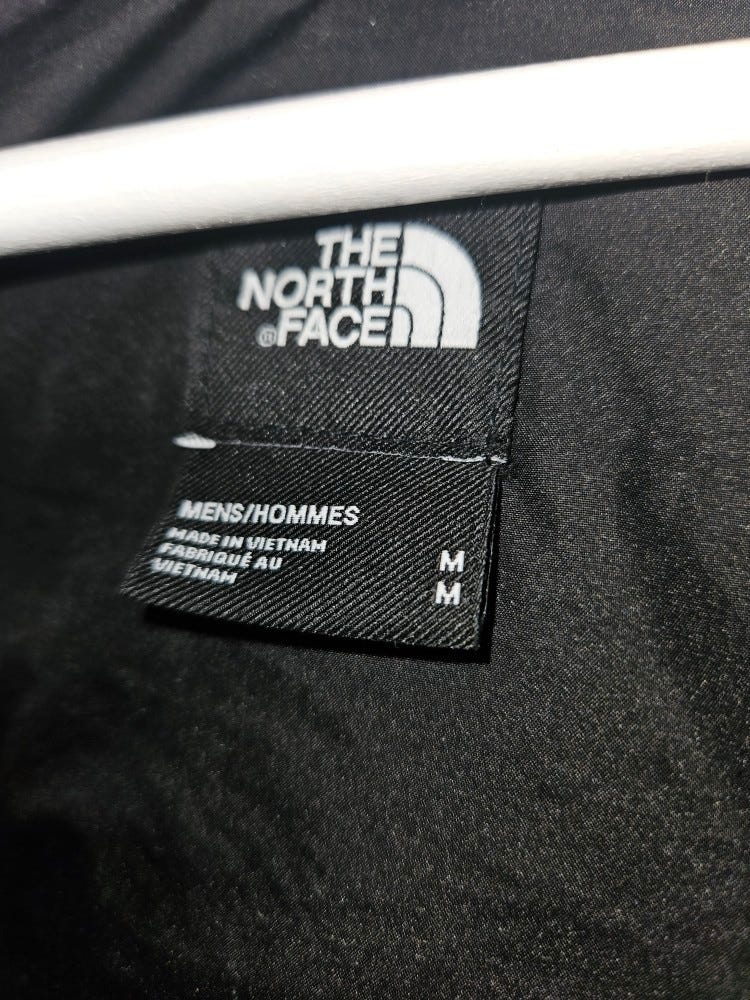 THE
NORTH
® FACE
MENS/HOMMES
MADE IN VIETNAM
FABRIQUÉ AU
VIETNAM
M
M